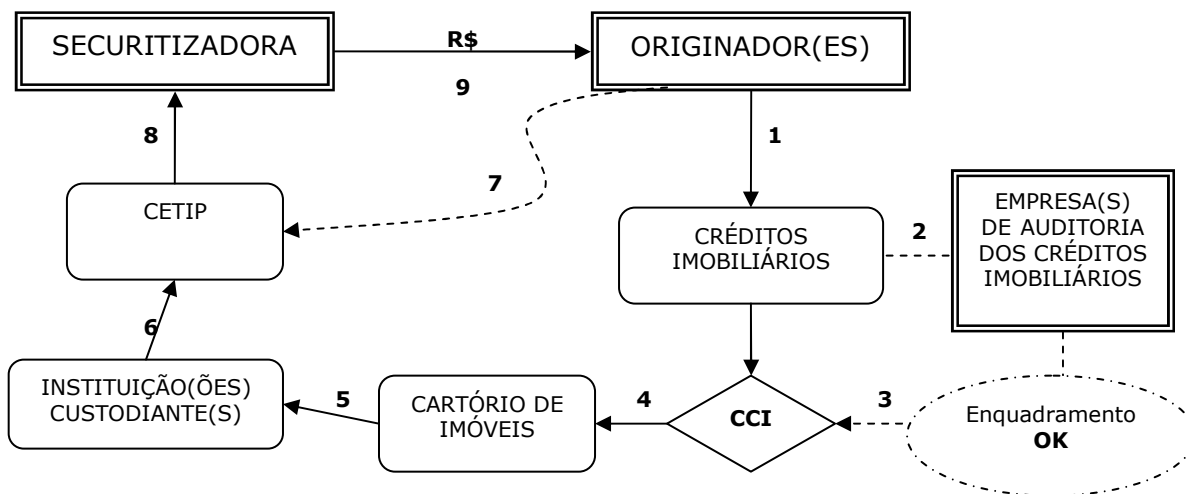 SECURITIZADORA
R$
ORIGINADOR(ES)
9
8
1
7
CETIP
CRÉDITOS
IMOBILIÁRIOS
2
EMPRESA(S)
DE AUDITORIA
DOS CRÉDITOS
IMOBILIÁRIOS
6
INSTITUIÇÃO(ÕES)
CUSTODIANTE(S)
5
CARTÓRIO DE
IMÓVEIS
4
CCI
3
Enquadramento
OK